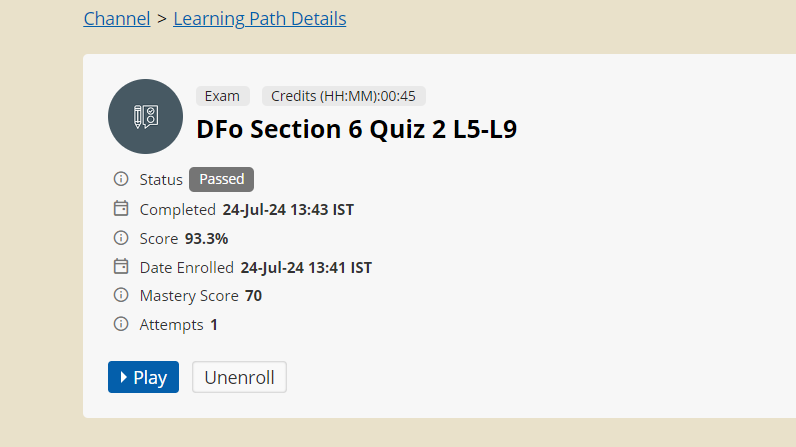 Channel > Learning Path Details
Exam Credits (HH:MM):00:45
DFo Section 6 Quiz 2 L5-L9
Status Passed
Completed 24-Jul-24 13:43 IST
Score 93.3%
Date Enrolled 24-Jul-24 13:41 IST
Mastery Score 70
Attempts 1
Play Unenroll